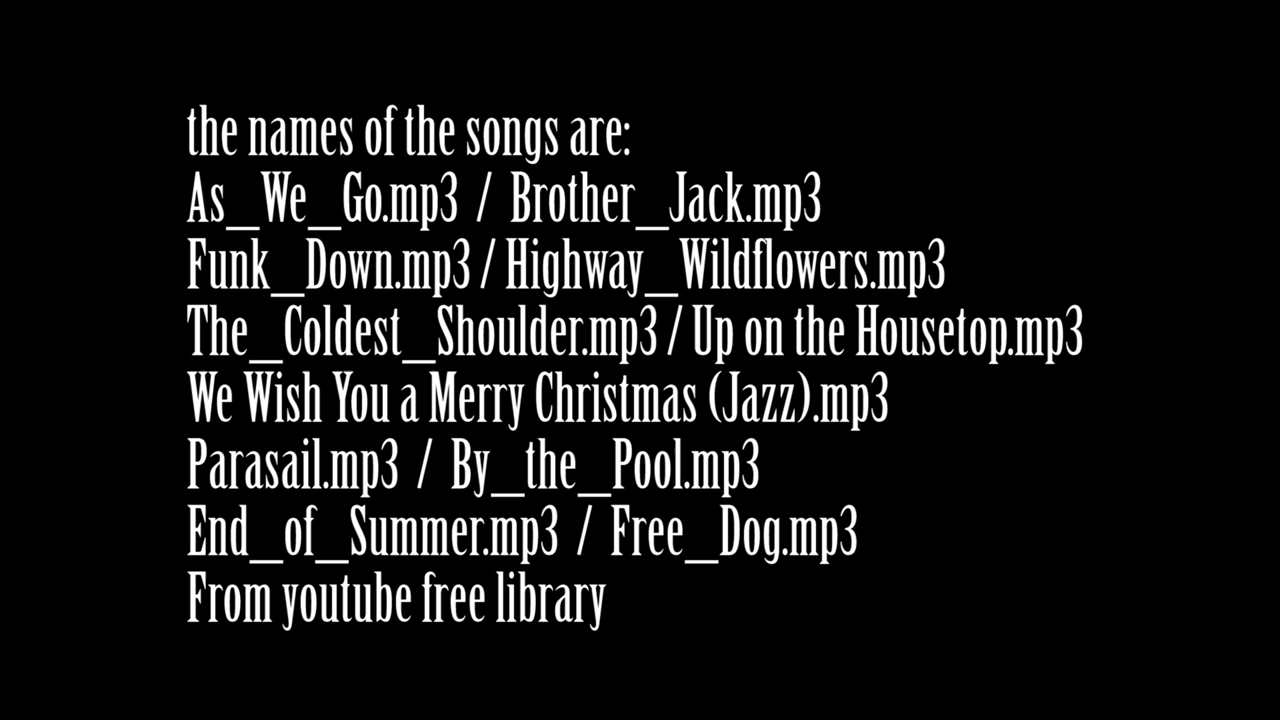 the names of the songs are:
As_We_Go.mp3 / Brother_Jack.mp3
Funk_Down.mp3 / Highway_Wildflowers.mp3
The_Coldest_Shoulder.mp3 / Up on the Housetop.mp3
We Wish You a Merry Christmas (Jazz).mp3
Parasail.mp3 / By_the_Pool.mp3
End_of_Summer.mp3 / Free_Dog.mp3
From youtube free library